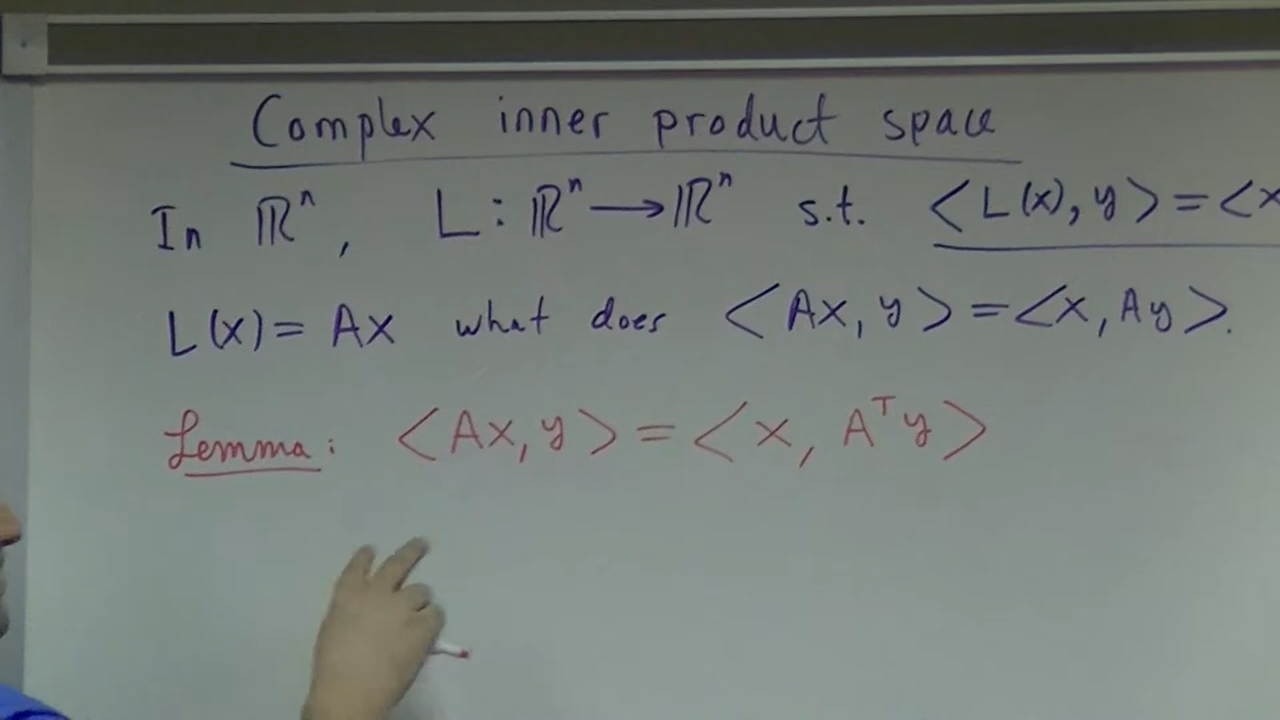 Complex inner product space
In ℝⁿ, L : ℝⁿ → ℝⁿ s.t. <L(x), y> = <x
L(x) = Ax what does <Ax, y> = <x, Ay>.
Lemma: <Ax, y> = <x, Aᵀy>